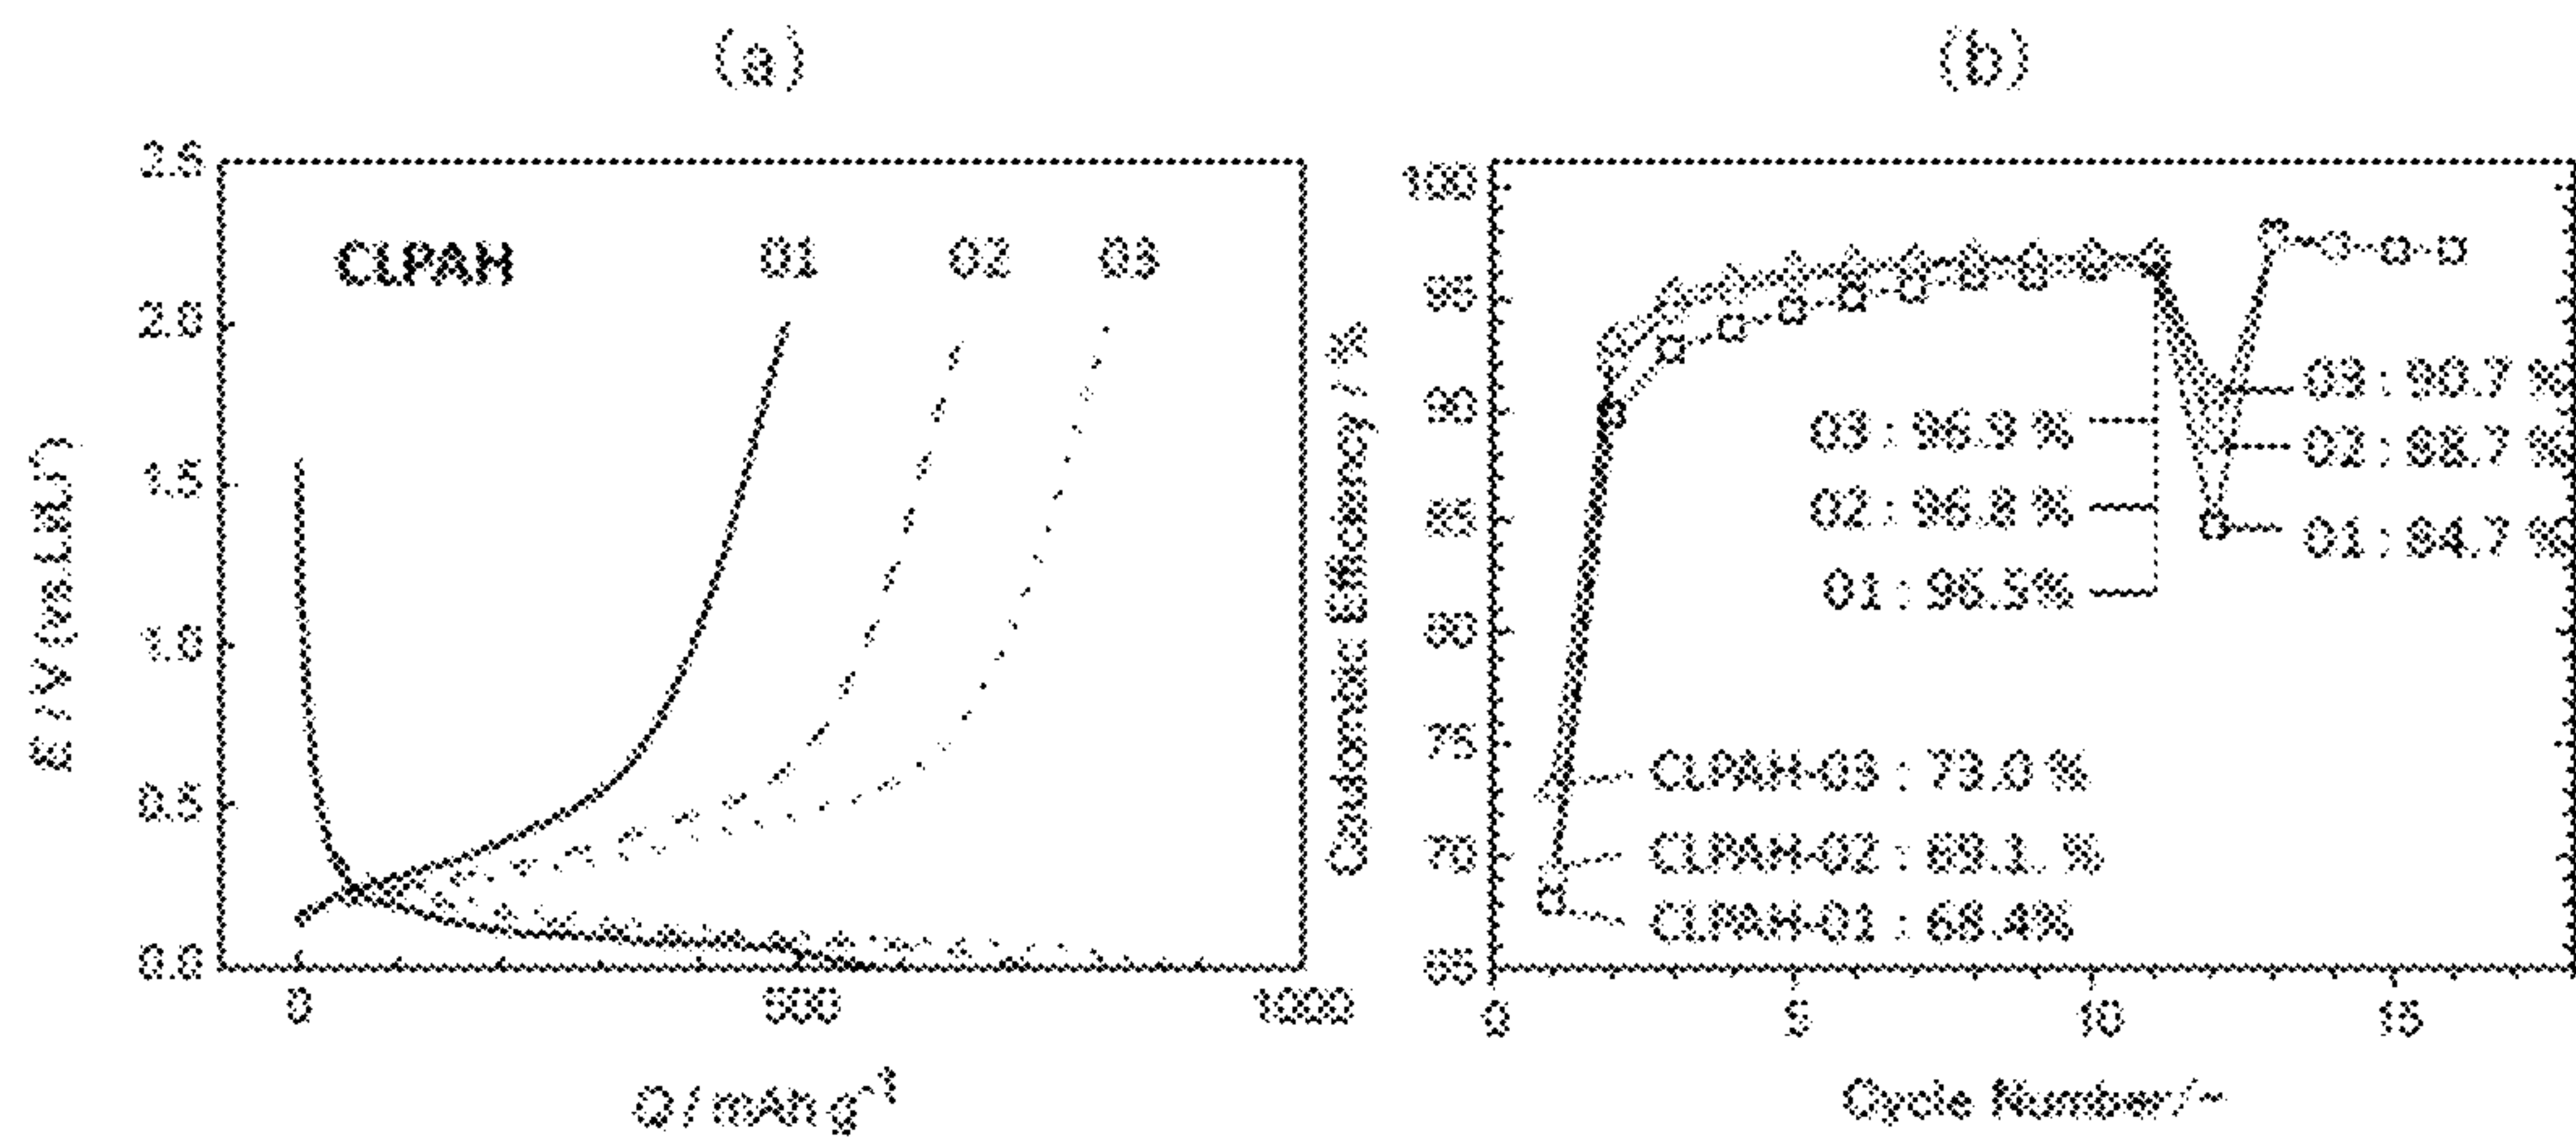 (a)
2.5
2.0
1.5
1.0
0.5
0.0
E / V (vs.Li/Li⁺)
CLPAH
01
02
03
0
500
1000
Q / mAh g⁻¹
(b)
100
95
90
85
80
75
70
65
Coulombic Efficiency / %
03 : 96.9 %
02 : 96.8 %
01 : 96.5%
03 : 90.7 %
02 : 88.7 %
01 : 84.7 %
CLPAH-03 : 73.0 %
CLPAH-02 : 69.1. %
CLPAH-01 : 68.4%
0
5
10
15
Cycle Number/~